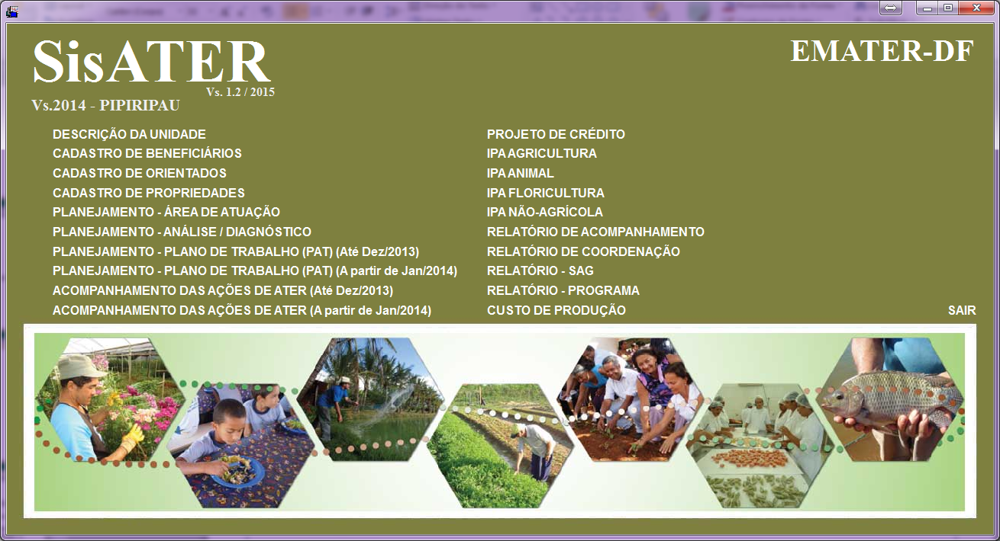 SisATER
EMATER-DF
Vs. 1.2 / 2015
Vs.2014 - PIPIRIPAU
DESCRIÇÃO DA UNIDADE
CADASTRO DE BENEFICIÁRIOS
CADASTRO DE ORIENTADOS
CADASTRO DE PROPRIEDADES
PLANEJAMENTO - ÁREA DE ATUAÇÃO
PLANEJAMENTO - ANÁLISE / DIAGNÓSTICO
PLANEJAMENTO - PLANO DE TRABALHO (PAT) (Até Dez/2013)
PLANEJAMENTO - PLANO DE TRABALHO (PAT) (A partir de Jan/2014)
ACOMPANHAMENTO DAS AÇÕES DE ATER (Até Dez/2013)
ACOMPANHAMENTO DAS AÇÕES DE ATER (A partir de Jan/2014)
PROJETO DE CRÉDITO
IPA AGRICULTURA
IPA ANIMAL
IPA FLORICULTURA
IPA NÃO-AGRÍCOLA
RELATÓRIO DE ACOMPANHAMENTO
RELATÓRIO DE COORDENAÇÃO
RELATÓRIO - SAG
RELATÓRIO - PROGRAMA
CUSTO DE PRODUÇÃO
SAIR